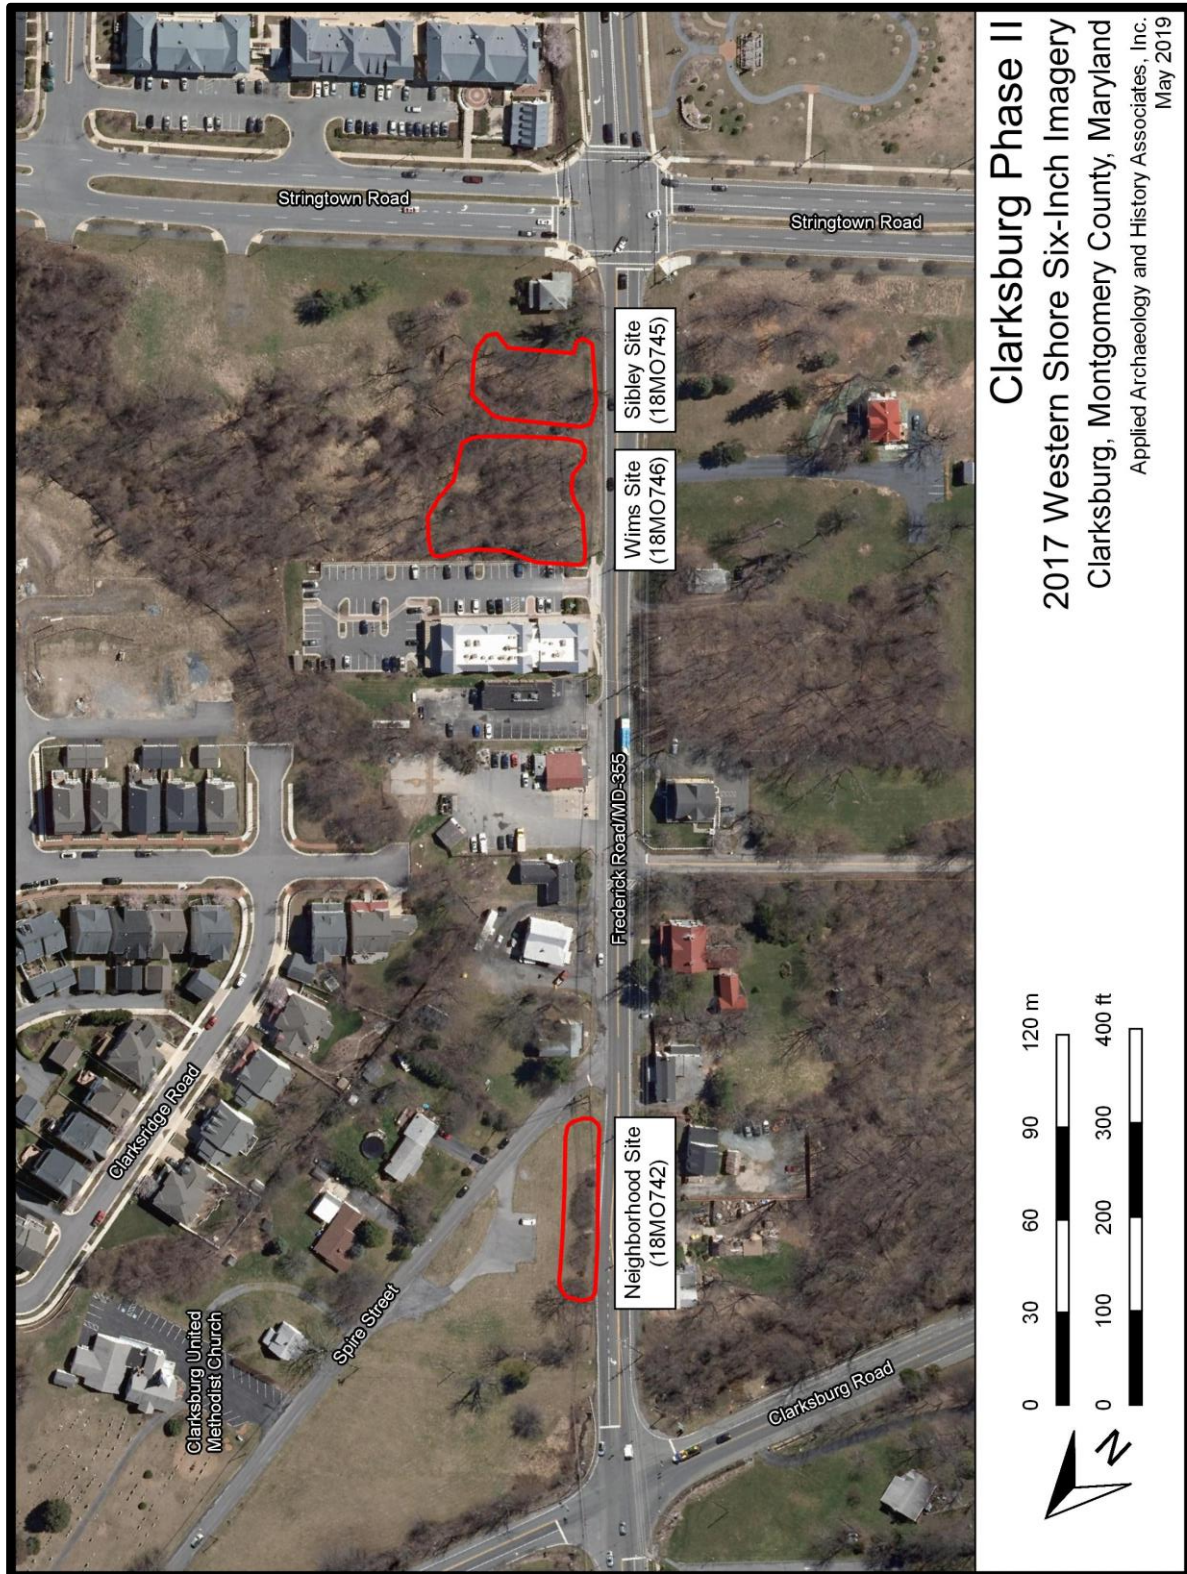 Stringtown Road
Stringtown Road
Sibley Site
(18MO745)
Wims Site
(18MO746)
Frederick Road/MD-355
Clarksridge Road
Neighborhood Site
(18MO742)
Spire Street
Clarksburg United
Methodist Church
Clarksburg Road
Clarksburg Phase II
2017 Western Shore Six-Inch Imagery
Clarksburg, Montgomery County, Maryland
Applied Archaeology and History Associates, Inc.
May 2019
0 30 60 90 120 m
0 100 200 300 400 ft
N